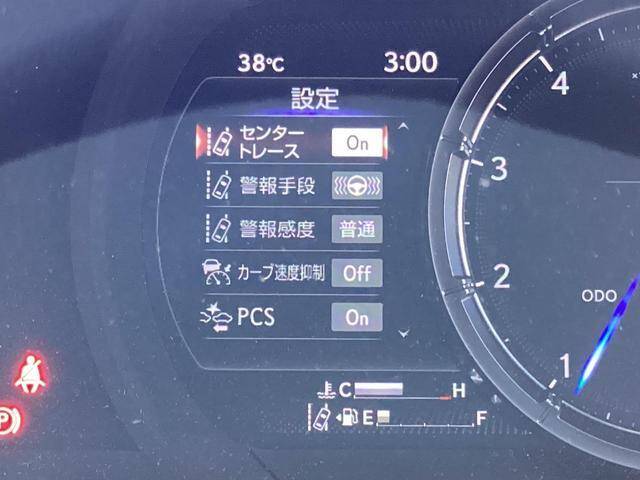 38℃
3:00
設定
センター
トレース
On
警報手段
警報感度
普通
カーブ速度抑制
Off
PCS
On
C
H
E
F
4
3
2
1
ODO
P